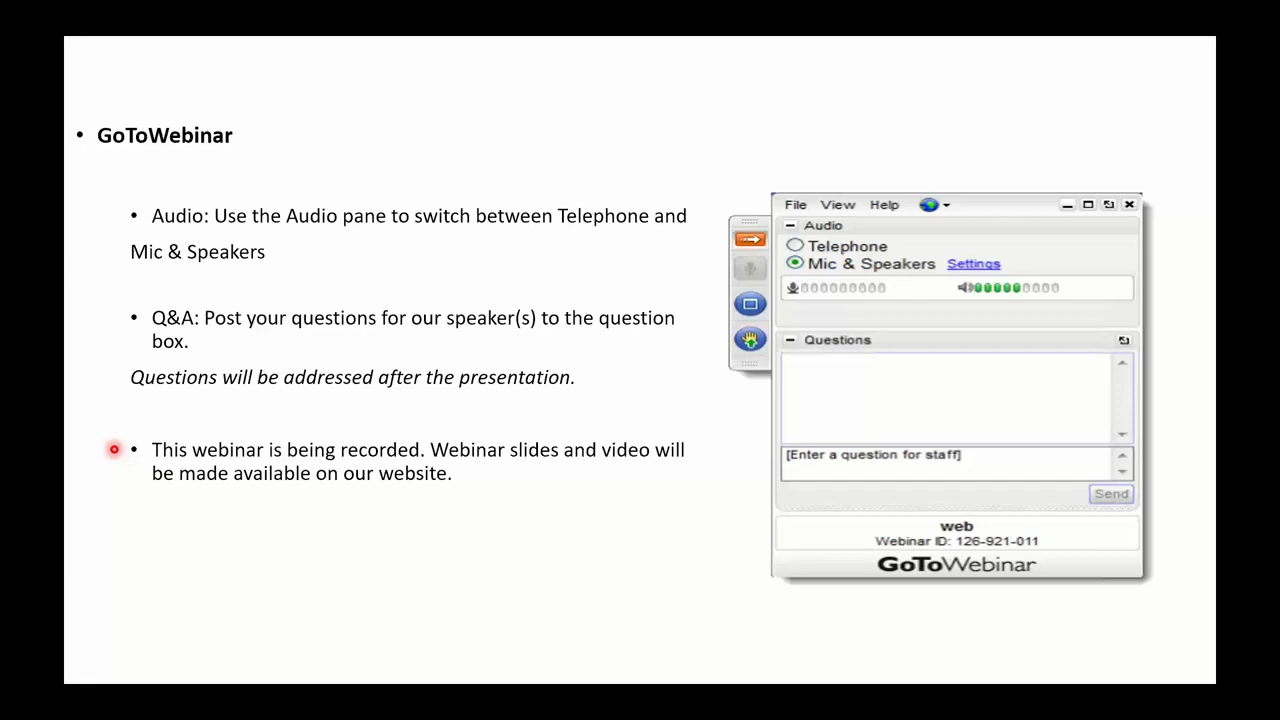 • GoToWebinar
• Audio: Use the Audio pane to switch between Telephone and
Mic & Speakers
• Q&A: Post your questions for our speaker(s) to the question
box.
Questions will be addressed after the presentation.
• This webinar is being recorded. Webinar slides and video will
be made available on our website.
File View Help
Audio
Telephone
Mic & Speakers Settings
Questions
[Enter a question for staff]
Send
web
Webinar ID: 126-921-011
GoToWebinar